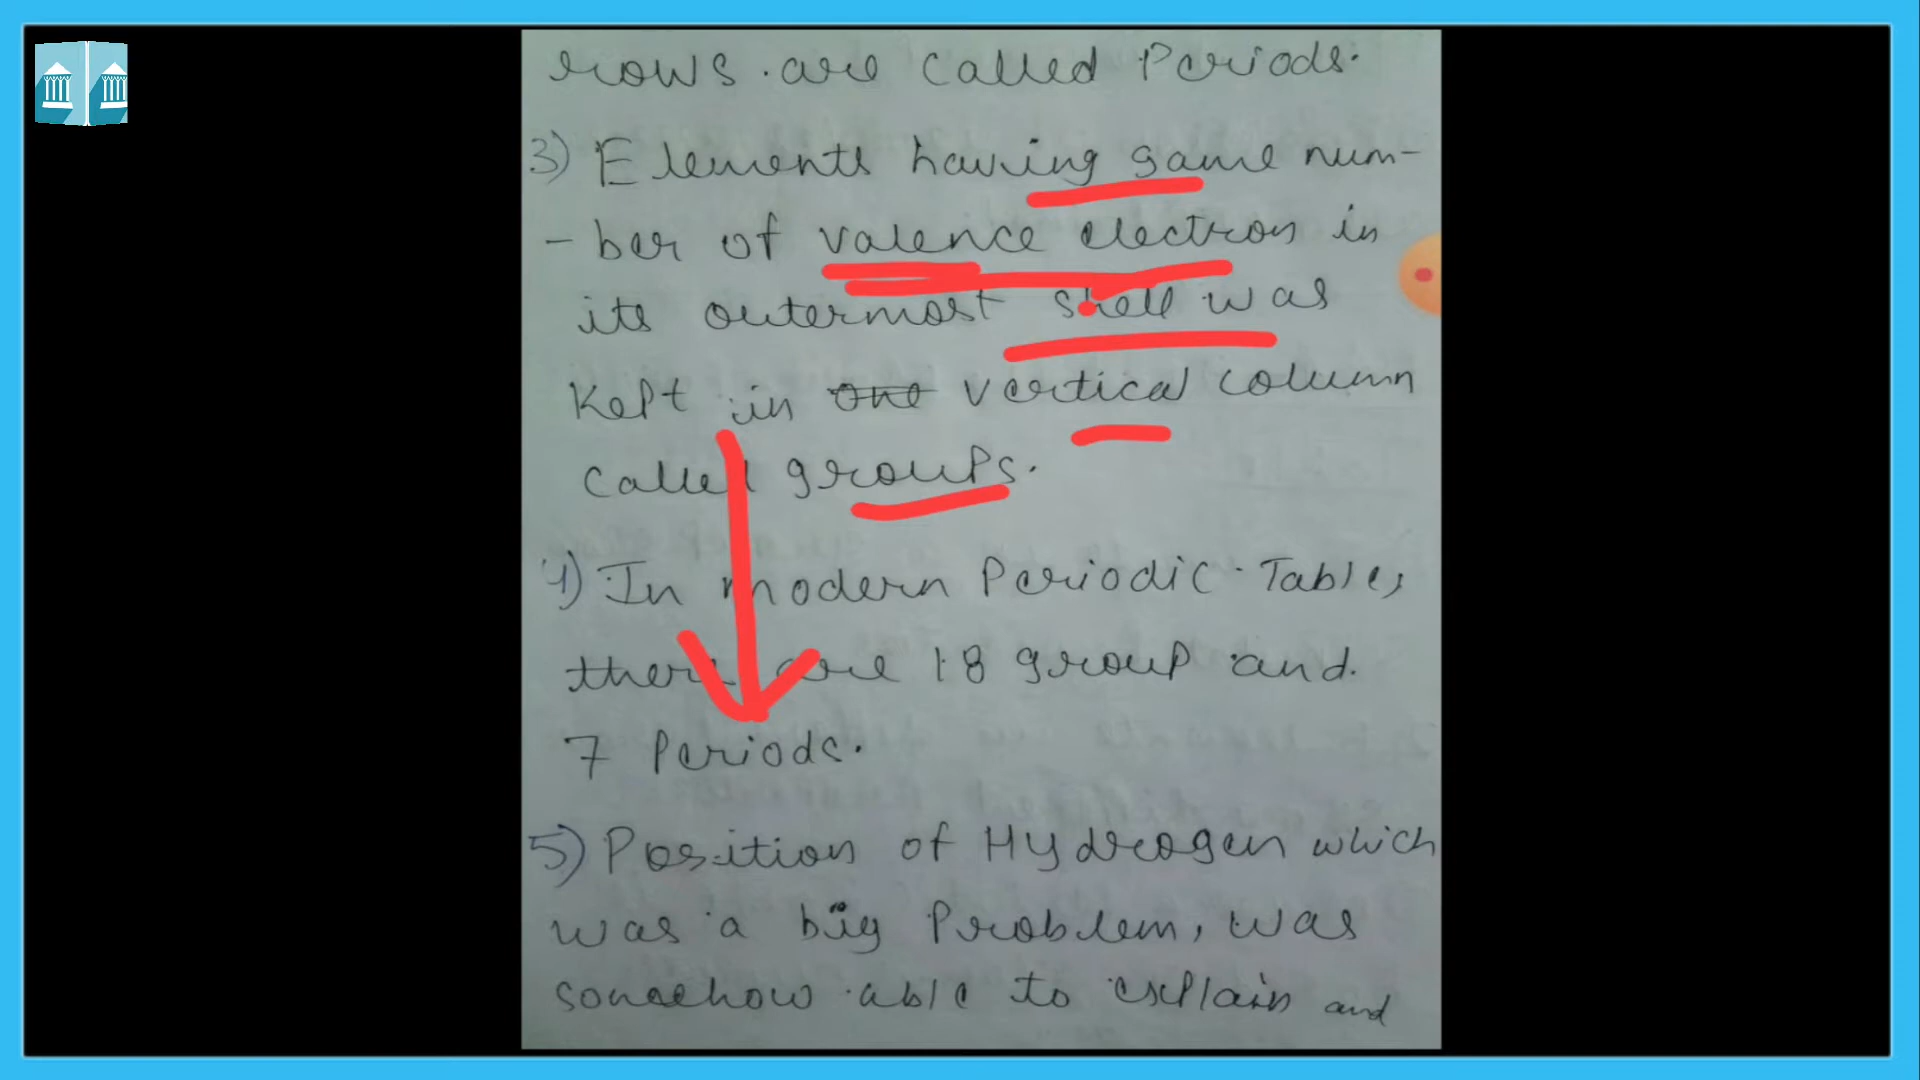 rows are called Periods.
3) Elements having same num-
- ber of valence electron in
its outermost shell was
Kept in one vertical column
called groups.
4) In modern Periodic Table,
there are 18 group and
7 Periods.
5) Position of Hydrogen which
was a big Problem, was
somehow able to explain and